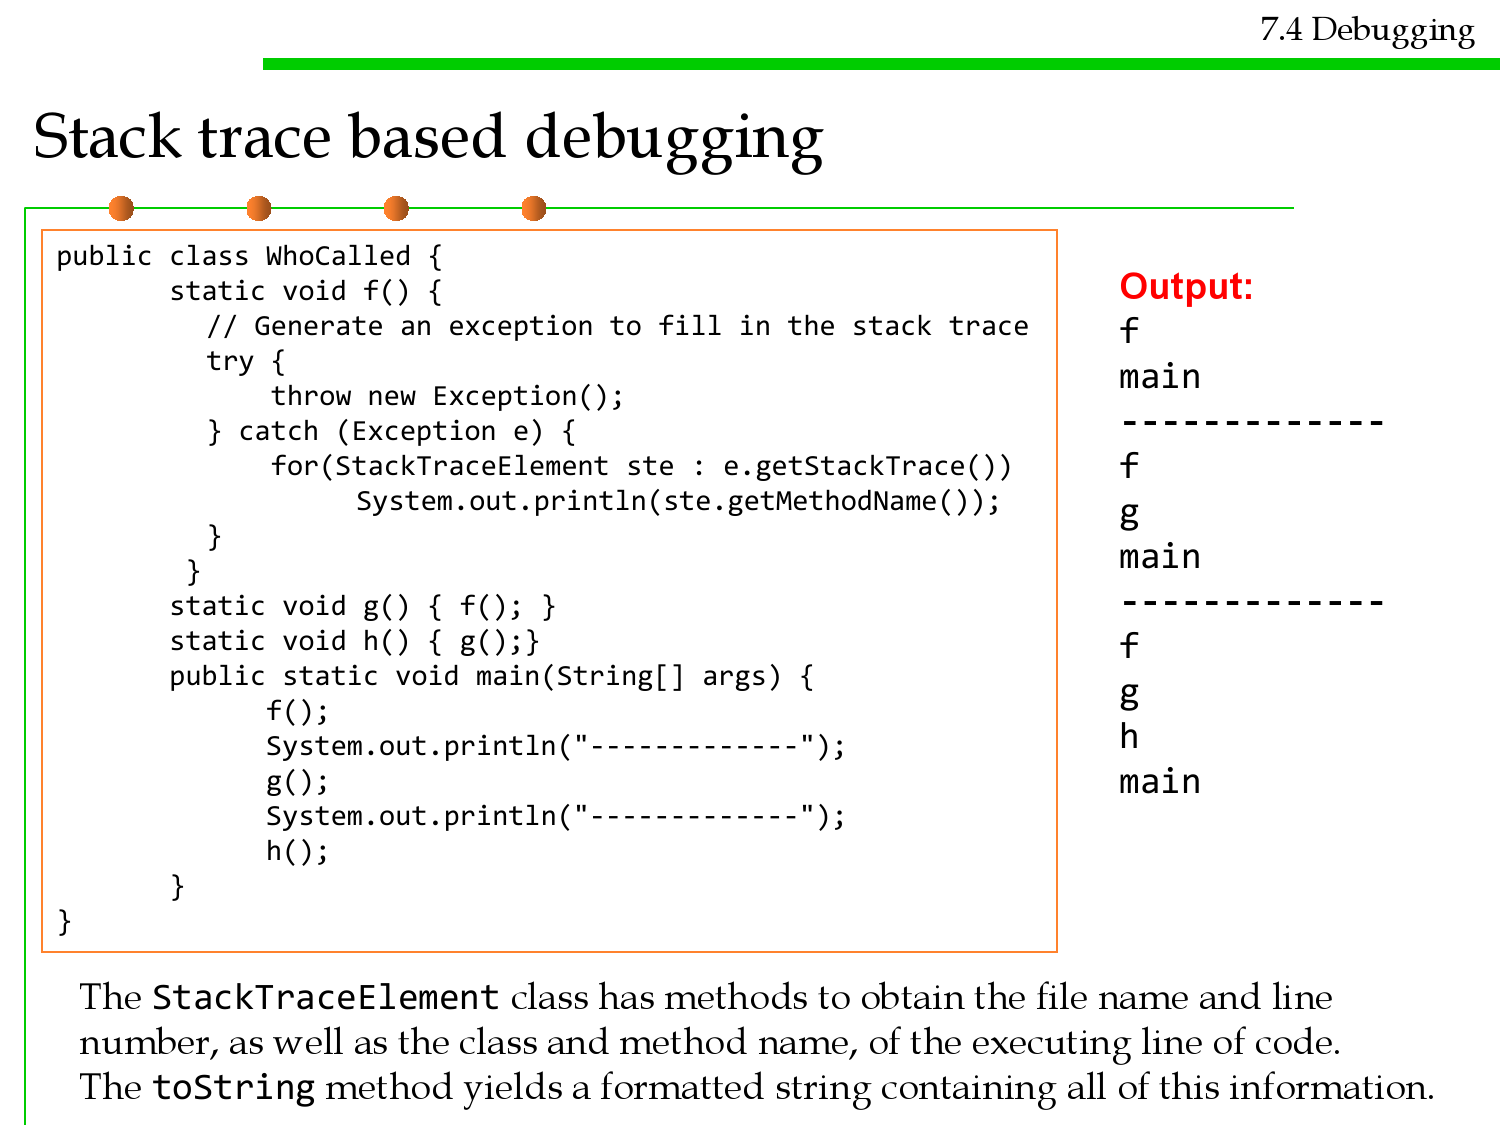 7.4 Debugging
Stack trace based debugging
public class WhoCalled {
static void f() {
// Generate an exception to fill in the stack trace
try {
throw new Exception();
} catch (Exception e) {
for(StackTraceElement ste : e.getStackTrace())
System.out.println(ste.getMethodName());
}
}
static void g() { f(); }
static void h() { g();}
public static void main(String[] args) {
f();
System.out.println("-------------");
g();
System.out.println("-------------");
h();
}
}
Output:
f
main
-------------
f
g
main
-------------
f
g
h
main
The StackTraceElement class has methods to obtain the file name and line
number, as well as the class and method name, of the executing line of code.
The toString method yields a formatted string containing all of this information.